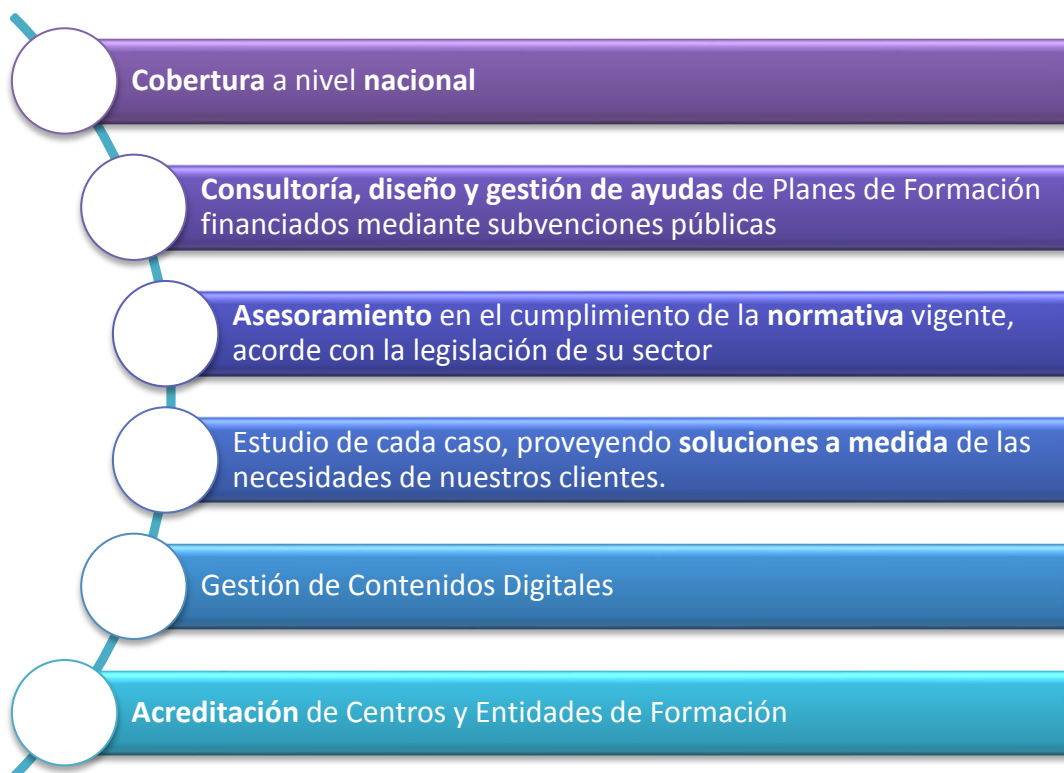 Cobertura a nivel nacional
Consultoría, diseño y gestión de ayudas de Planes de Formación
financiados mediante subvenciones públicas
Asesoramiento en el cumplimiento de la normativa vigente,
acorde con la legislación de su sector
Estudio de cada caso, proveyendo soluciones a medida de las
necesidades de nuestros clientes.
Gestión de Contenidos Digitales
Acreditación de Centros y Entidades de Formación